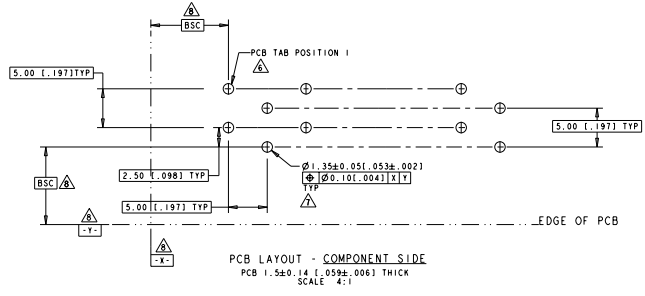 8
BSC
PCB TAB POSITION 1
6
5.00 [.197]TYP
5.00 [.197] TYP
2.50 [.098] TYP
Ø1.35±0.05[.053±.002]
⌖ Ø0.10[.004] X Y
TYP
7
BSC 8
5.00 [.197] TYP
8
-Y-
EDGE OF PCB
8
-X-
PCB LAYOUT - COMPONENT SIDE
PCB 1.5±0.14 [.059±.006] THICK
SCALE 4:1